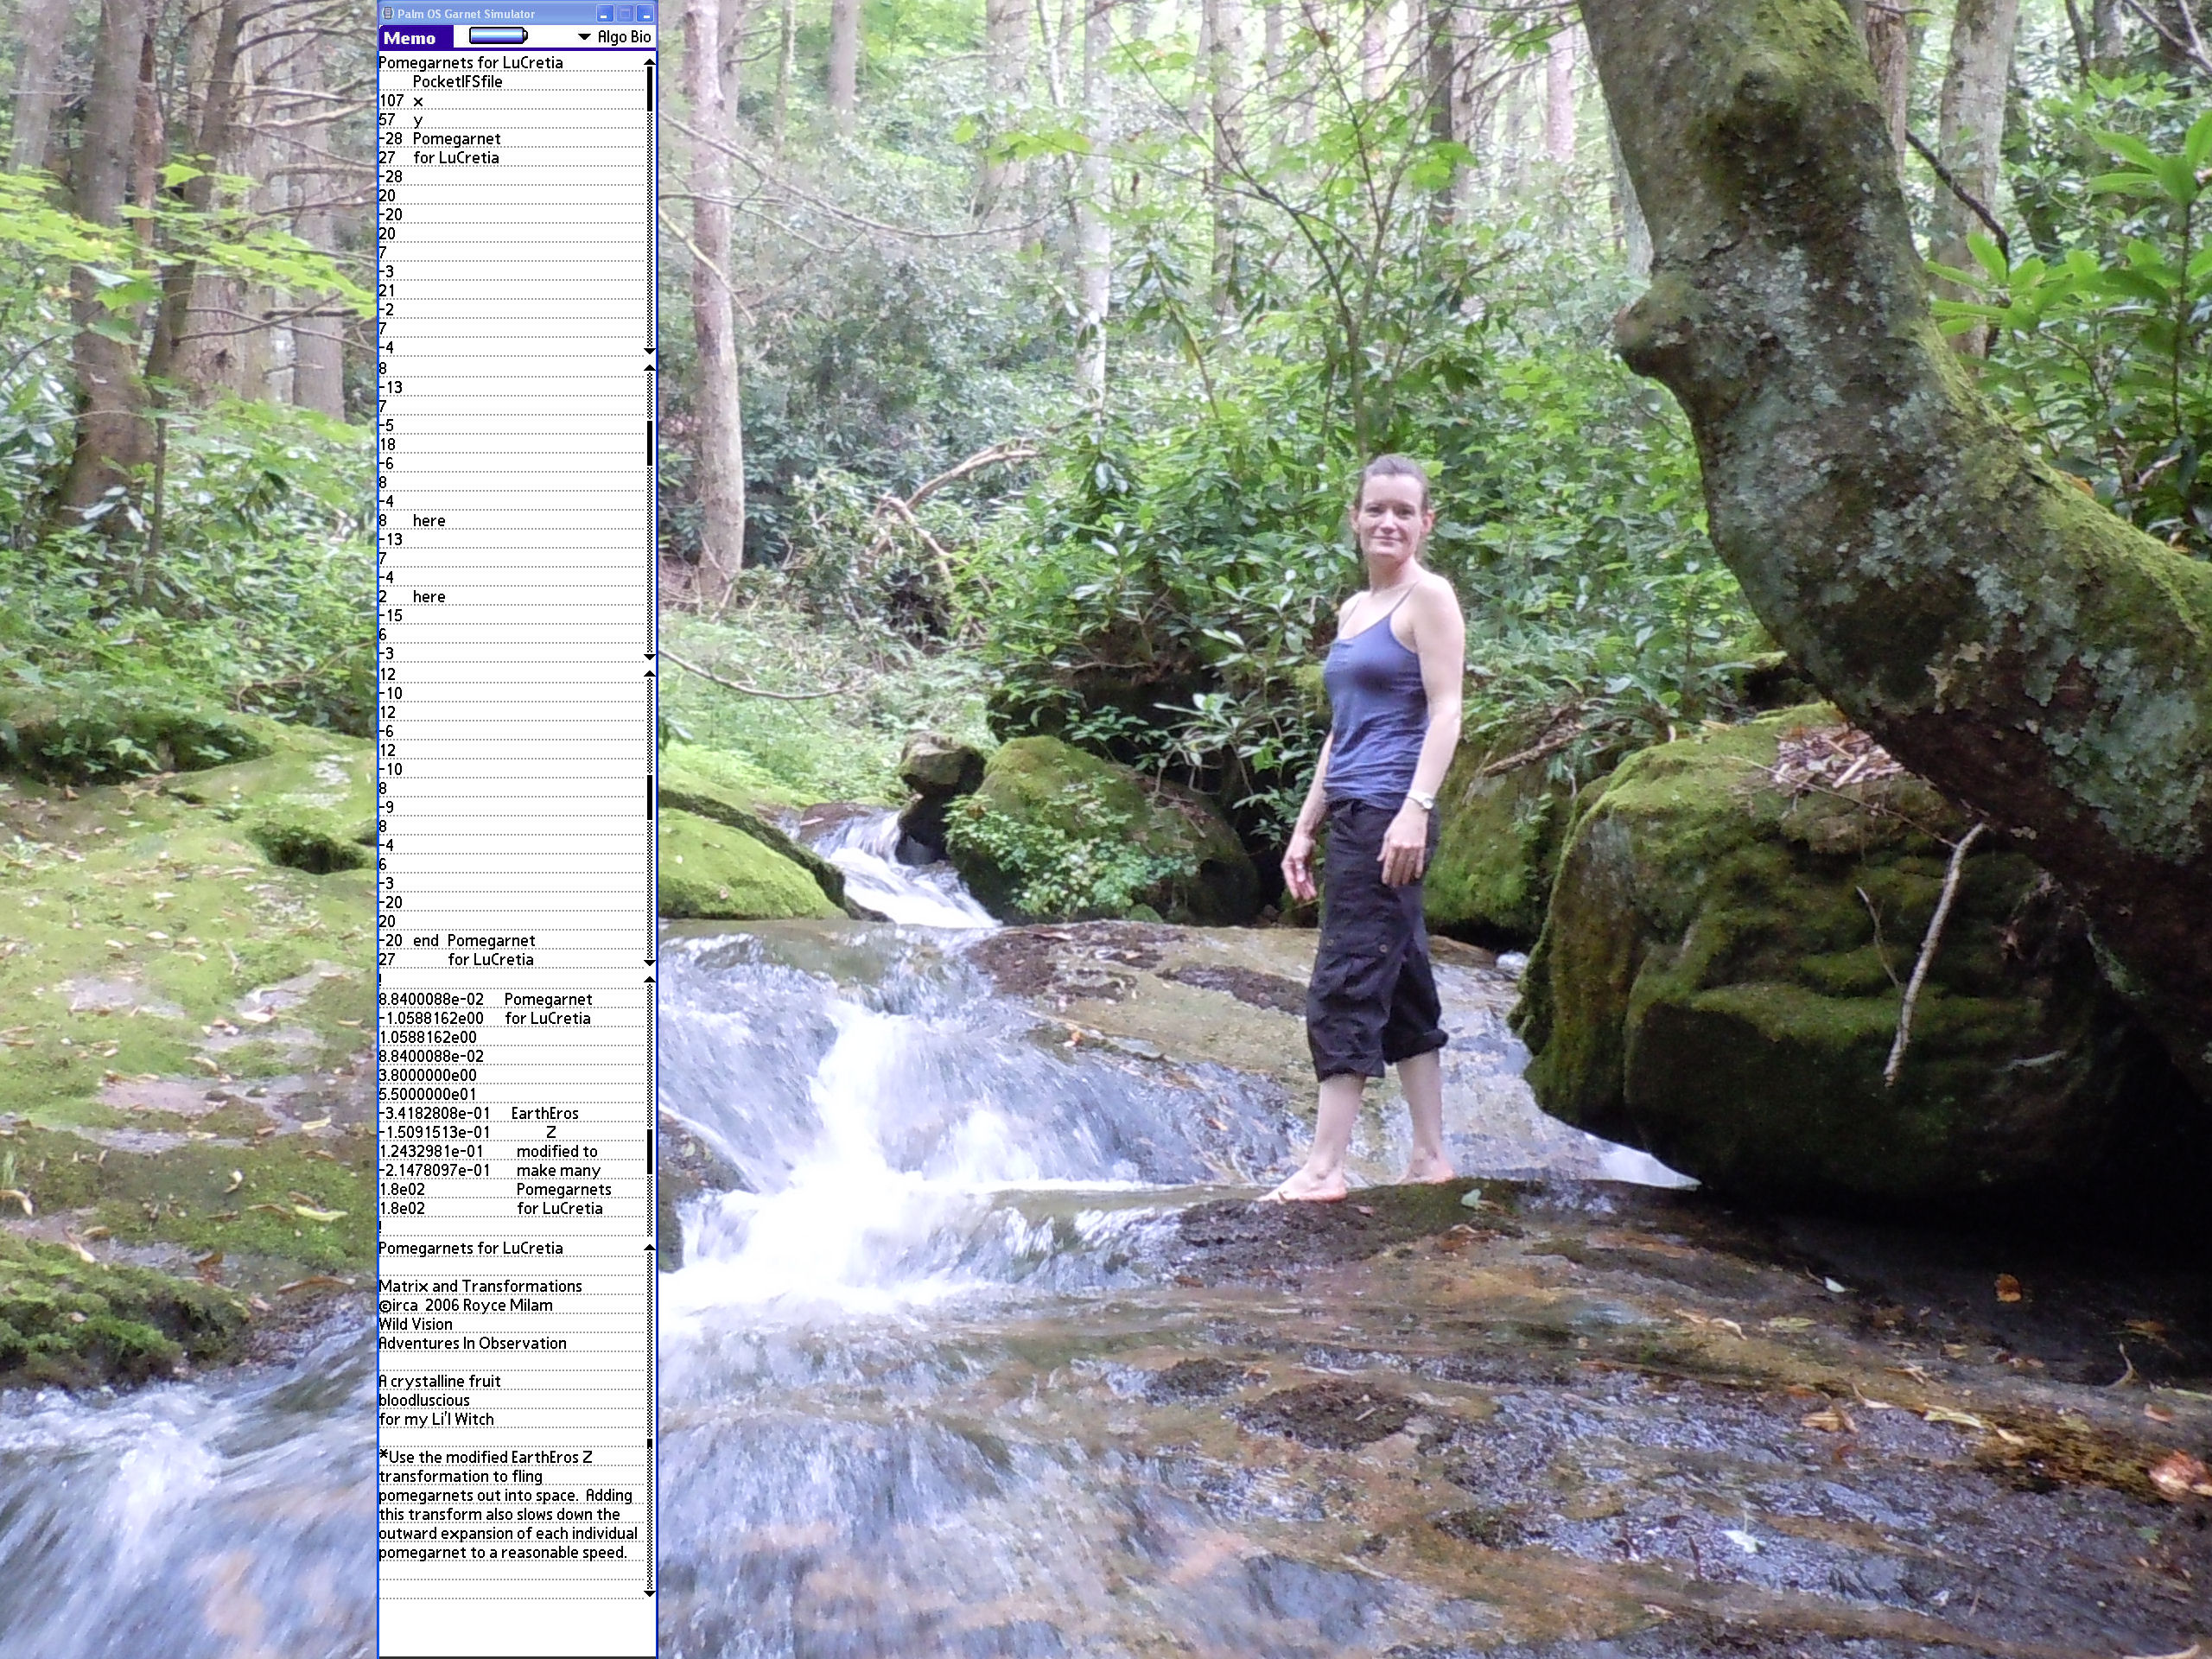 Palm OS Garnet Simulator
Memo Algo Bio
Pomegarnets for LuCretia
PocketIFSfile
107 x
57 y
-28 Pomegarnet
27 for LuCretia
-28
20
-20
20
7
-3
21
-2
7
-4
8
-13
7
-5
18
-6
8
-4
8 here
-13
7
-4
2 here
-15
6
-3
12
-10
12
-6
12
-10
8
-9
8
-4
6
-3
-20
20
-20 end Pomegarnet
27 for LuCretia
!
8.8400088e-02 Pomegarnet
-1.0588162e00 for LuCretia
1.0588162e00
8.8400088e-02
3.8000000e00
5.5000000e01
-3.4182808e-01 EarthEros
-1.5091513e-01 Z
1.2432981e-01 modified to
-2.1478097e-01 make many
1.8e02 Pomegarnets
1.8e02 for LuCretia
!
Pomegarnets for LuCretia
Matrix and Transformations
©irca 2006 Royce Milam
Wild Vision
Adventures In Observation
A crystalline fruit
bloodluscious
for my Li'l Witch
*Use the modified EarthEros Z
transformation to fling
pomegarnets out into space. Adding
this transform also slows down the
outward expansion of each individual
pomegarnet to a reasonable speed.